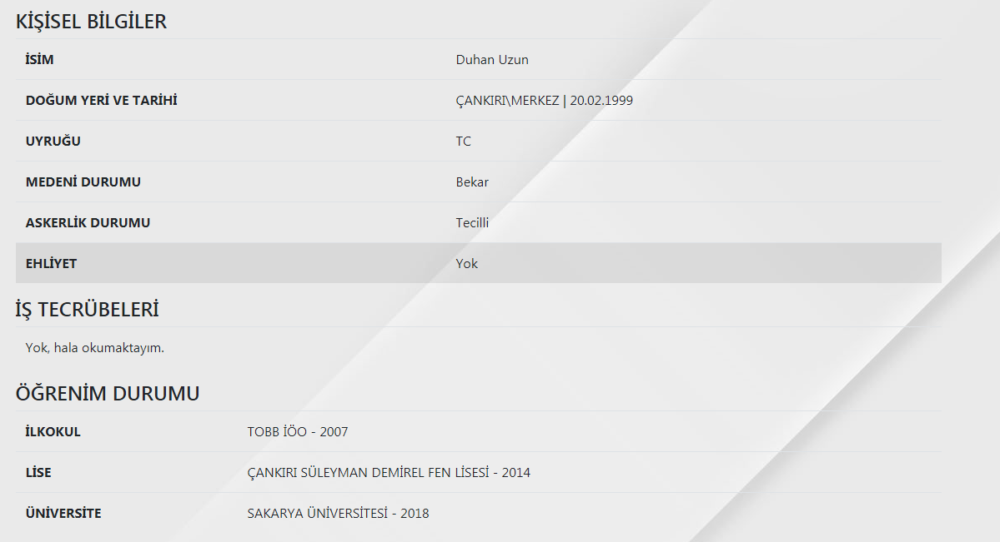 KİŞİSEL BİLGİLER
İSİM Duhan Uzun
DOĞUM YERİ VE TARİHİ ÇANKIRI\MERKEZ | 20.02.1999
UYRUĞU TC
MEDENİ DURUMU Bekar
ASKERLİK DURUMU Tecilli
EHLİYET Yok
İŞ TECRÜBELERİ
Yok, hala okumaktayım.
ÖĞRENİM DURUMU
İLKOKUL TOBB İÖO - 2007
LİSE ÇANKIRI SÜLEYMAN DEMİREL FEN LİSESİ - 2014
ÜNİVERSİTE SAKARYA ÜNİVERSİTESİ - 2018